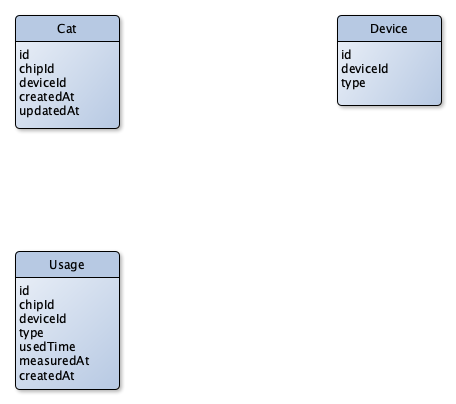 Cat
id
chipId
deviceId
createdAt
updatedAt
Device
id
deviceId
type
Usage
id
chipId
deviceId
type
usedTime
measuredAt
createdAt